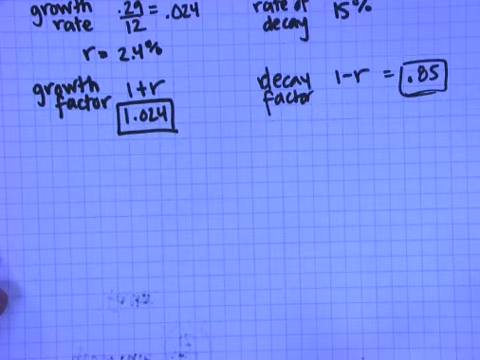 growth rate .29/12 = .024
r = 2.4%
growth factor 1+r
1.024
rate of decay 15%
decay factor 1-r = .85